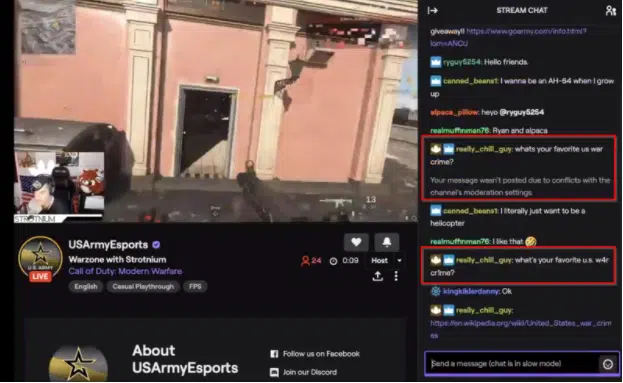 STREAM CHAT
giveaway!! https://www.goarmy.com/info.html?
iom=ANCU
ryguy5254: Hello friends.
canned_beans1: I wanna be an AH-64 when I grow
up
alpaca_pillow: heyo @ryguy5254
realmuffinman76: Ryan and alpaca
really_chill_guy: whats your favorite us war
crime?
Your message wasn't posted due to conflicts with the
channel's moderation settings
canned_beans1: I literally just want to be a
helicopter
realmuffinman76: I like that
really_chill_guy: what's your favorite u.s. w4r
cr1me?
kingkiklerdenny: Ok
really_chill_guy:
https://en.wikipedia.org/wiki/United_States_war_crim
es
Send a message (chat is in slow mode)
13
STROTNIUM
U.S. ARMY
LIVE
USArmyEsports
Warzone with Strotnium
Call of Duty: Modern Warfare
English
Casual Playthrough
FPS
24
0:09
Host
About
USArmyEsports
Follow us on Facebook
Join our Discord